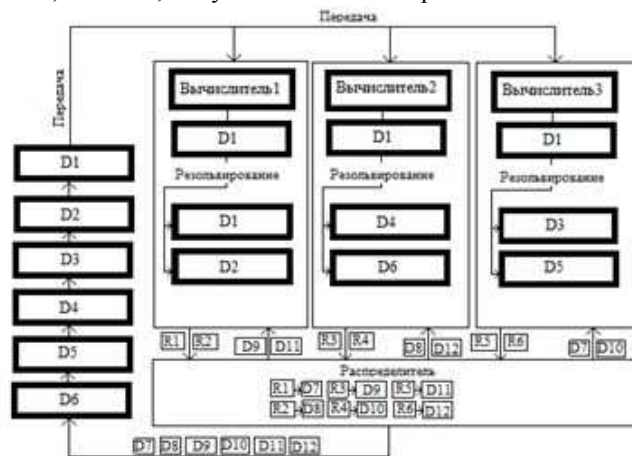 Передача
Передача
Вычислитель1
Вычислитель2
Вычислитель3
D1
D1
D1
Резольвирование
Резольвирование
Резольвирование
D1
D4
D3
D2
D6
D5
D1
D2
D3
D4
D5
D6
R1 R2 D9 D11 R3 R4 D8 D12 R5 R6 D7 D10
Распределитель
R1 D7 R3 D9 R5 D11
R2 D8 R4 D10 R6 D12
D7 D8 D9 D10 D11 D12